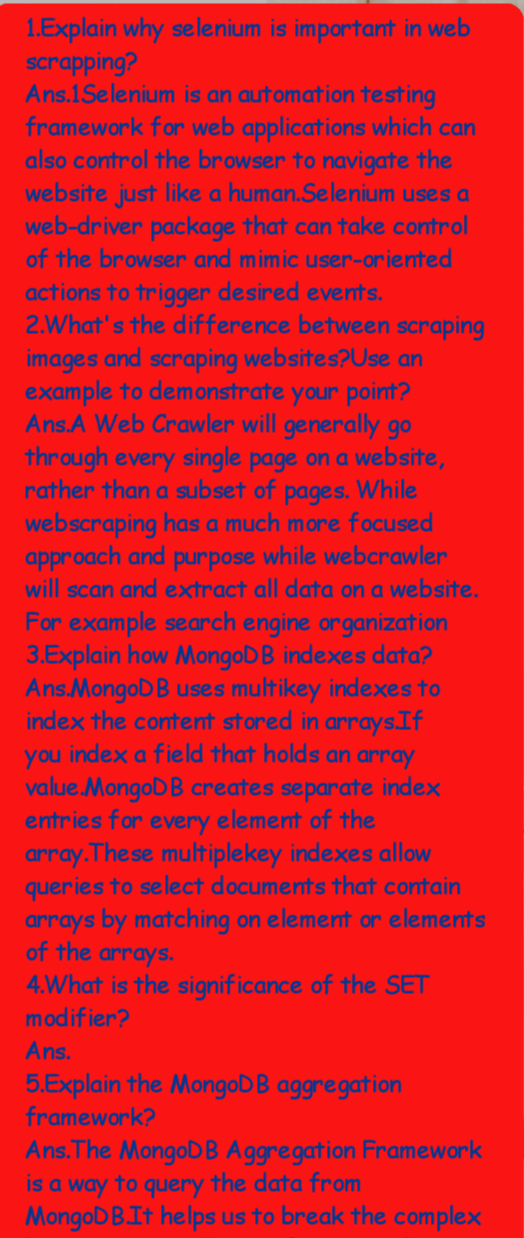 1.Explain why selenium is important in web
scrapping?
Ans.1Selenium is an automation testing
framework for web applications which can
also control the browser to navigate the
website just like a human.Selenium uses a
web-driver package that can take control
of the browser and mimic user-oriented
actions to trigger desired events.
2.What's the difference between scraping
images and scraping websites?Use an
example to demonstrate your point?
Ans.A Web Crawler will generally go
through every single page on a website,
rather than a subset of pages. While
webscraping has a much more focused
approach and purpose while webcrawler
will scan and extract all data on a website.
For example search engine organization
3.Explain how MongoDB indexes data?
Ans.MongoDB uses multikey indexes to
index the content stored in arrays.If
you index a field that holds an array
value.MongoDB creates separate index
entries for every element of the
array.These multiplekey indexes allow
queries to select documents that contain
arrays by matching on element or elements
of the arrays.
4.What is the significance of the SET
modifier?
Ans.
5.Explain the MongoDB aggregation
framework?
Ans.The MongoDB Aggregation Framework
is a way to query the data from
MongoDB.It helps us to break the complex